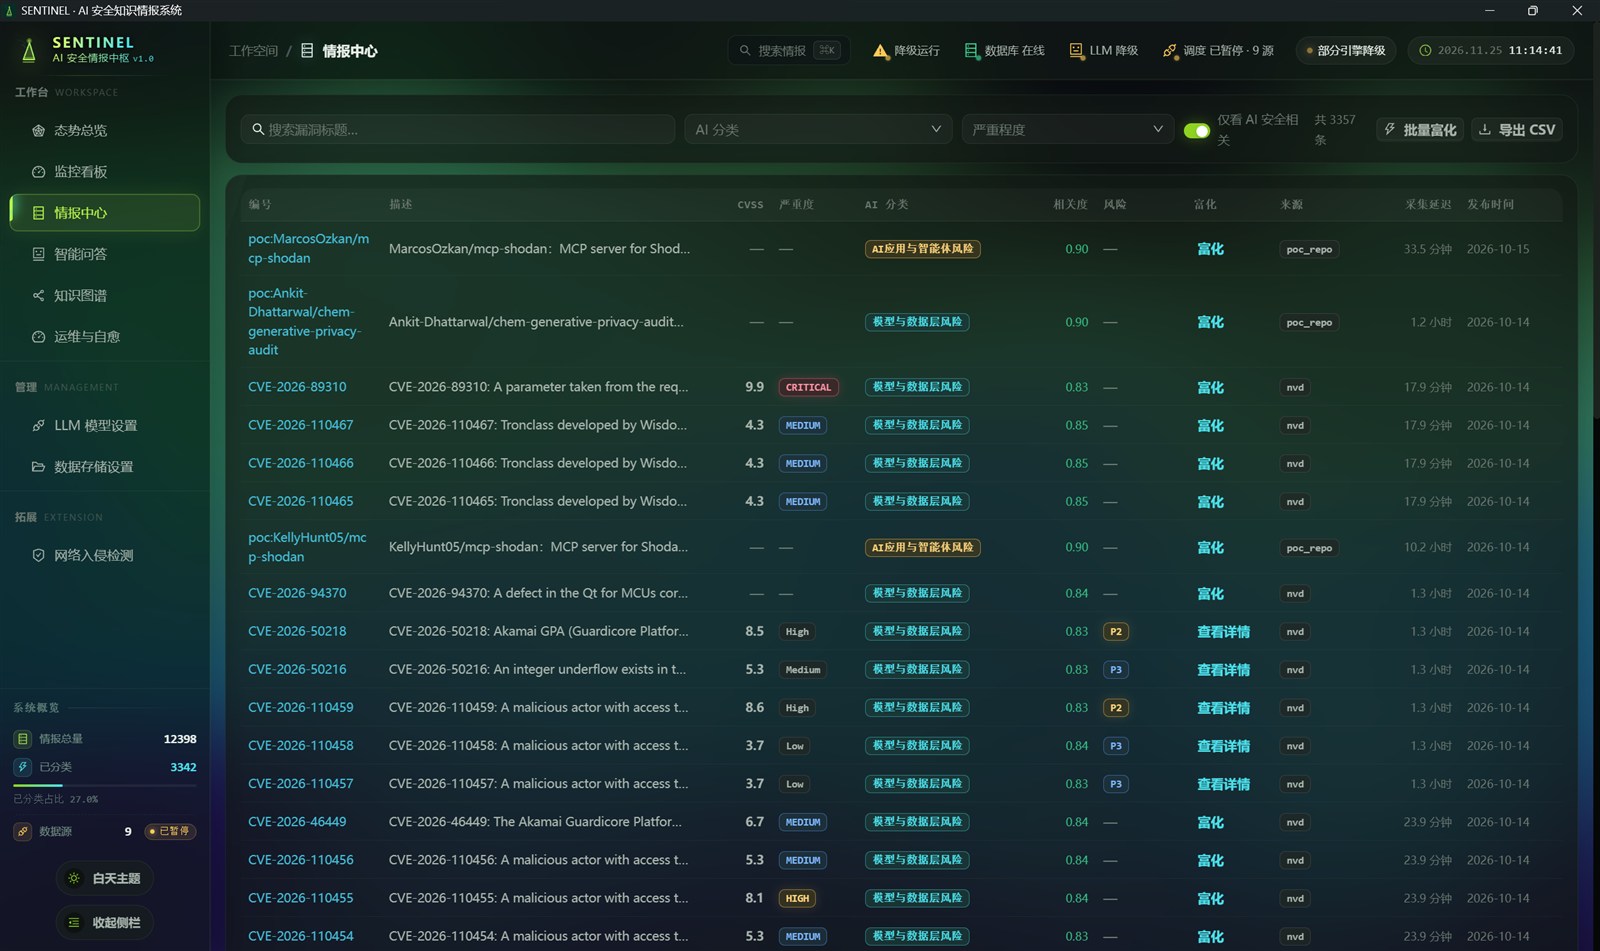 SENTINEL · AI 安全知识情报系统
SENTINEL
AI 安全情报中枢 v1.0
工作空间 / 情报中心
搜索情报 ⌘K
降级运行
数据库 在线
LLM 降级
调度 已暂停 · 9 源
部分引擎降级
2026.11.25 11:14:41
工作台 WORKSPACE
态势总览
监控看板
情报中心
智能问答
知识图谱
运维与自愈
管理 MANAGEMENT
LLM 模型设置
数据存储设置
拓展 EXTENSION
网络入侵检测
系统概览
情报总量 12398
已分类 3342
已分类占比 27.0%
数据源 9 已暂停
白天主题
收起侧栏
搜索漏洞标题...
AI 分类
严重程度
仅看 AI 安全相
关
共 3357
条
批量富化
导出 CSV
编号 描述 CVSS 严重度 AI 分类 相关度 风险 富化 来源 采集延迟 发布时间
poc:MarcosOzkan/m
cp-shodan
MarcosOzkan/mcp-shodan：MCP server for Shod... — — AI应用与智能体风险 0.90 — 富化 poc_repo 33.5 分钟 2026-10-15
poc:Ankit-
Dhattarwal/chem-
generative-privacy-
audit
Ankit-Dhattarwal/chem-generative-privacy-audit... — — 模型与数据层风险 0.90 — 富化 poc_repo 1.2 小时 2026-10-14
CVE-2026-89310 CVE-2026-89310: A parameter taken from the req... 9.9 CRITICAL 模型与数据层风险 0.83 — 富化 nvd 17.9 分钟 2026-10-14
CVE-2026-110467 CVE-2026-110467: Tronclass developed by Wisdo... 4.3 MEDIUM 模型与数据层风险 0.85 — 富化 nvd 17.9 分钟 2026-10-14
CVE-2026-110466 CVE-2026-110466: Tronclass developed by Wisdo... 4.3 MEDIUM 模型与数据层风险 0.85 — 富化 nvd 17.9 分钟 2026-10-14
CVE-2026-110465 CVE-2026-110465: Tronclass developed by Wisdo... 4.3 MEDIUM 模型与数据层风险 0.85 — 富化 nvd 17.9 分钟 2026-10-14
poc:KellyHunt05/mc
p-shodan
KellyHunt05/mcp-shodan：MCP server for Shoda... — — AI应用与智能体风险 0.90 — 富化 poc_repo 10.2 小时 2026-10-14
CVE-2026-94370 CVE-2026-94370: A defect in the Qt for MCUs cor... — — 模型与数据层风险 0.84 — 富化 nvd 1.3 小时 2026-10-14
CVE-2026-50218 CVE-2026-50218: Akamai GPA (Guardicore Platfor... 8.5 High 模型与数据层风险 0.83 P2 查看详情 nvd 1.3 小时 2026-10-14
CVE-2026-50216 CVE-2026-50216: An integer underflow exists in t... 5.3 Medium 模型与数据层风险 0.83 P3 查看详情 nvd 1.3 小时 2026-10-14
CVE-2026-110459 CVE-2026-110459: A malicious actor with access t... 8.6 High 模型与数据层风险 0.83 P2 查看详情 nvd 1.3 小时 2026-10-14
CVE-2026-110458 CVE-2026-110458: A malicious actor with access t... 3.7 Low 模型与数据层风险 0.84 P3 查看详情 nvd 1.3 小时 2026-10-14
CVE-2026-110457 CVE-2026-110457: A malicious actor with access t... 3.7 Low 模型与数据层风险 0.83 P3 查看详情 nvd 1.3 小时 2026-10-14
CVE-2026-46449 CVE-2026-46449: The Akamai Guardicore Platfor... 6.7 MEDIUM 模型与数据层风险 0.84 — 富化 nvd 23.9 分钟 2026-10-14
CVE-2026-110456 CVE-2026-110456: A malicious actor with access t... 5.3 MEDIUM 模型与数据层风险 0.84 — 富化 nvd 23.9 分钟 2026-10-14
CVE-2026-110455 CVE-2026-110455: A malicious actor with access t... 8.1 HIGH 模型与数据层风险 0.84 — 富化 nvd 23.9 分钟 2026-10-14
CVE-2026-110454 CVE-2026-110454: A malicious actor with access t... 5.3 MEDIUM 模型与数据层风险 0.83 — 富化 nvd 23.9 分钟 2026-10-14